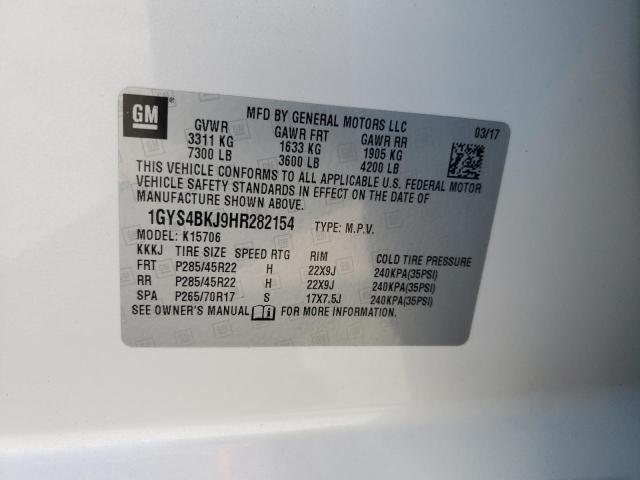 GM
MFD BY GENERAL MOTORS LLC 03/17
GVWR GAWR FRT GAWR RR
3311 KG 1633 KG 1905 KG
7300 LB 3600 LB 4200 LB
THIS VEHICLE CONFORMS TO ALL APPLICABLE U.S. FEDERAL MOTOR
VEHICLE SAFETY STANDARDS IN EFFECT ON THE DATE OF
MANUFACTURE SHOWN ABOVE.
1GYS4BKJ9HR282154 TYPE: M.P.V.
MODEL: K15706
KKKJ TIRE SIZE SPEED RTG RIM COLD TIRE PRESSURE
FRT P285/45R22 H 22X9J 240KPA(35PSI)
RR P285/45R22 H 22X9J 240KPA(35PSI)
SPA P265/70R17 S 17X7.5J 240KPA(35PSI)
SEE OWNER'S MANUAL FOR MORE INFORMATION.